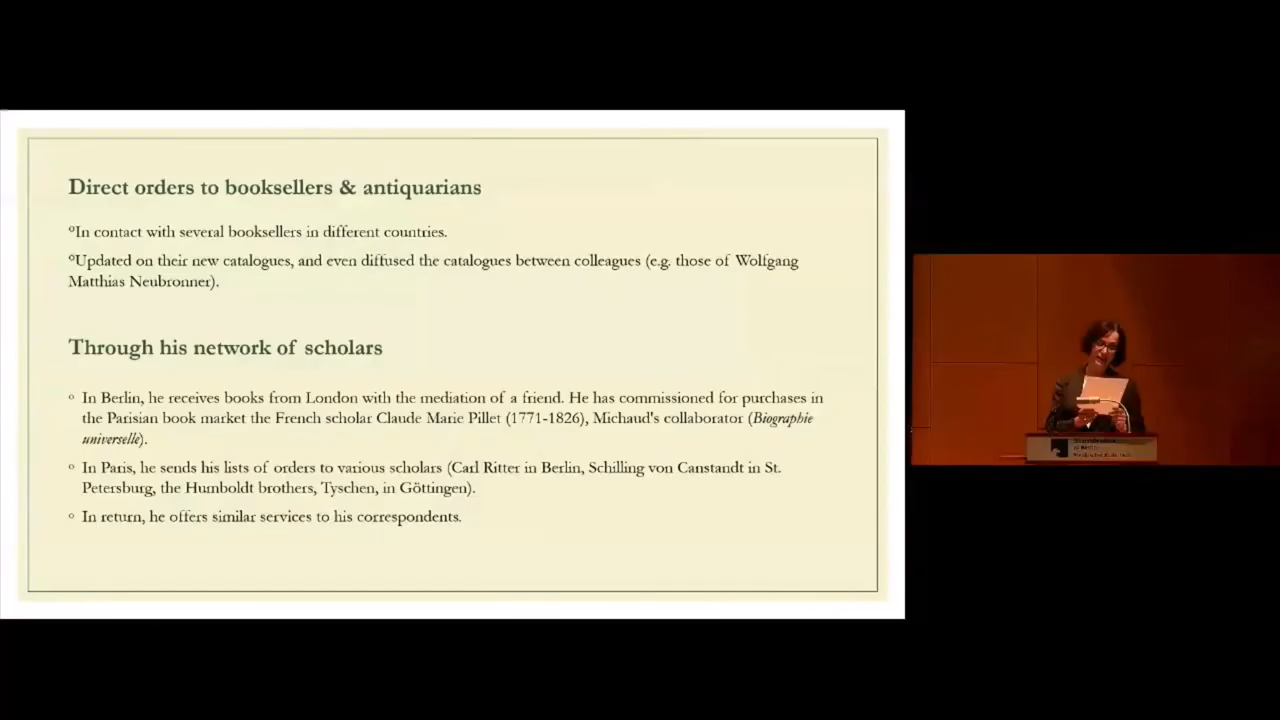 Direct orders to booksellers & antiquarians
°In contact with several booksellers in different countries.
°Updated on their new catalogues, and even diffused the catalogues between colleagues (e.g. those of Wolfgang
Matthias Neubronner).
Through his network of scholars
° In Berlin, he receives books from London with the mediation of a friend. He has commissioned for purchases in
the Parisian book market the French scholar Claude Marie Pillet (1771-1826), Michaud's collaborator (Biographie
universelle).
° In Paris, he sends his lists of orders to various scholars (Carl Ritter in Berlin, Schilling von Canstandt in St.
Petersburg, the Humboldt brothers, Tyschen, in Göttingen).
° In return, he offers similar services to his correspondents.